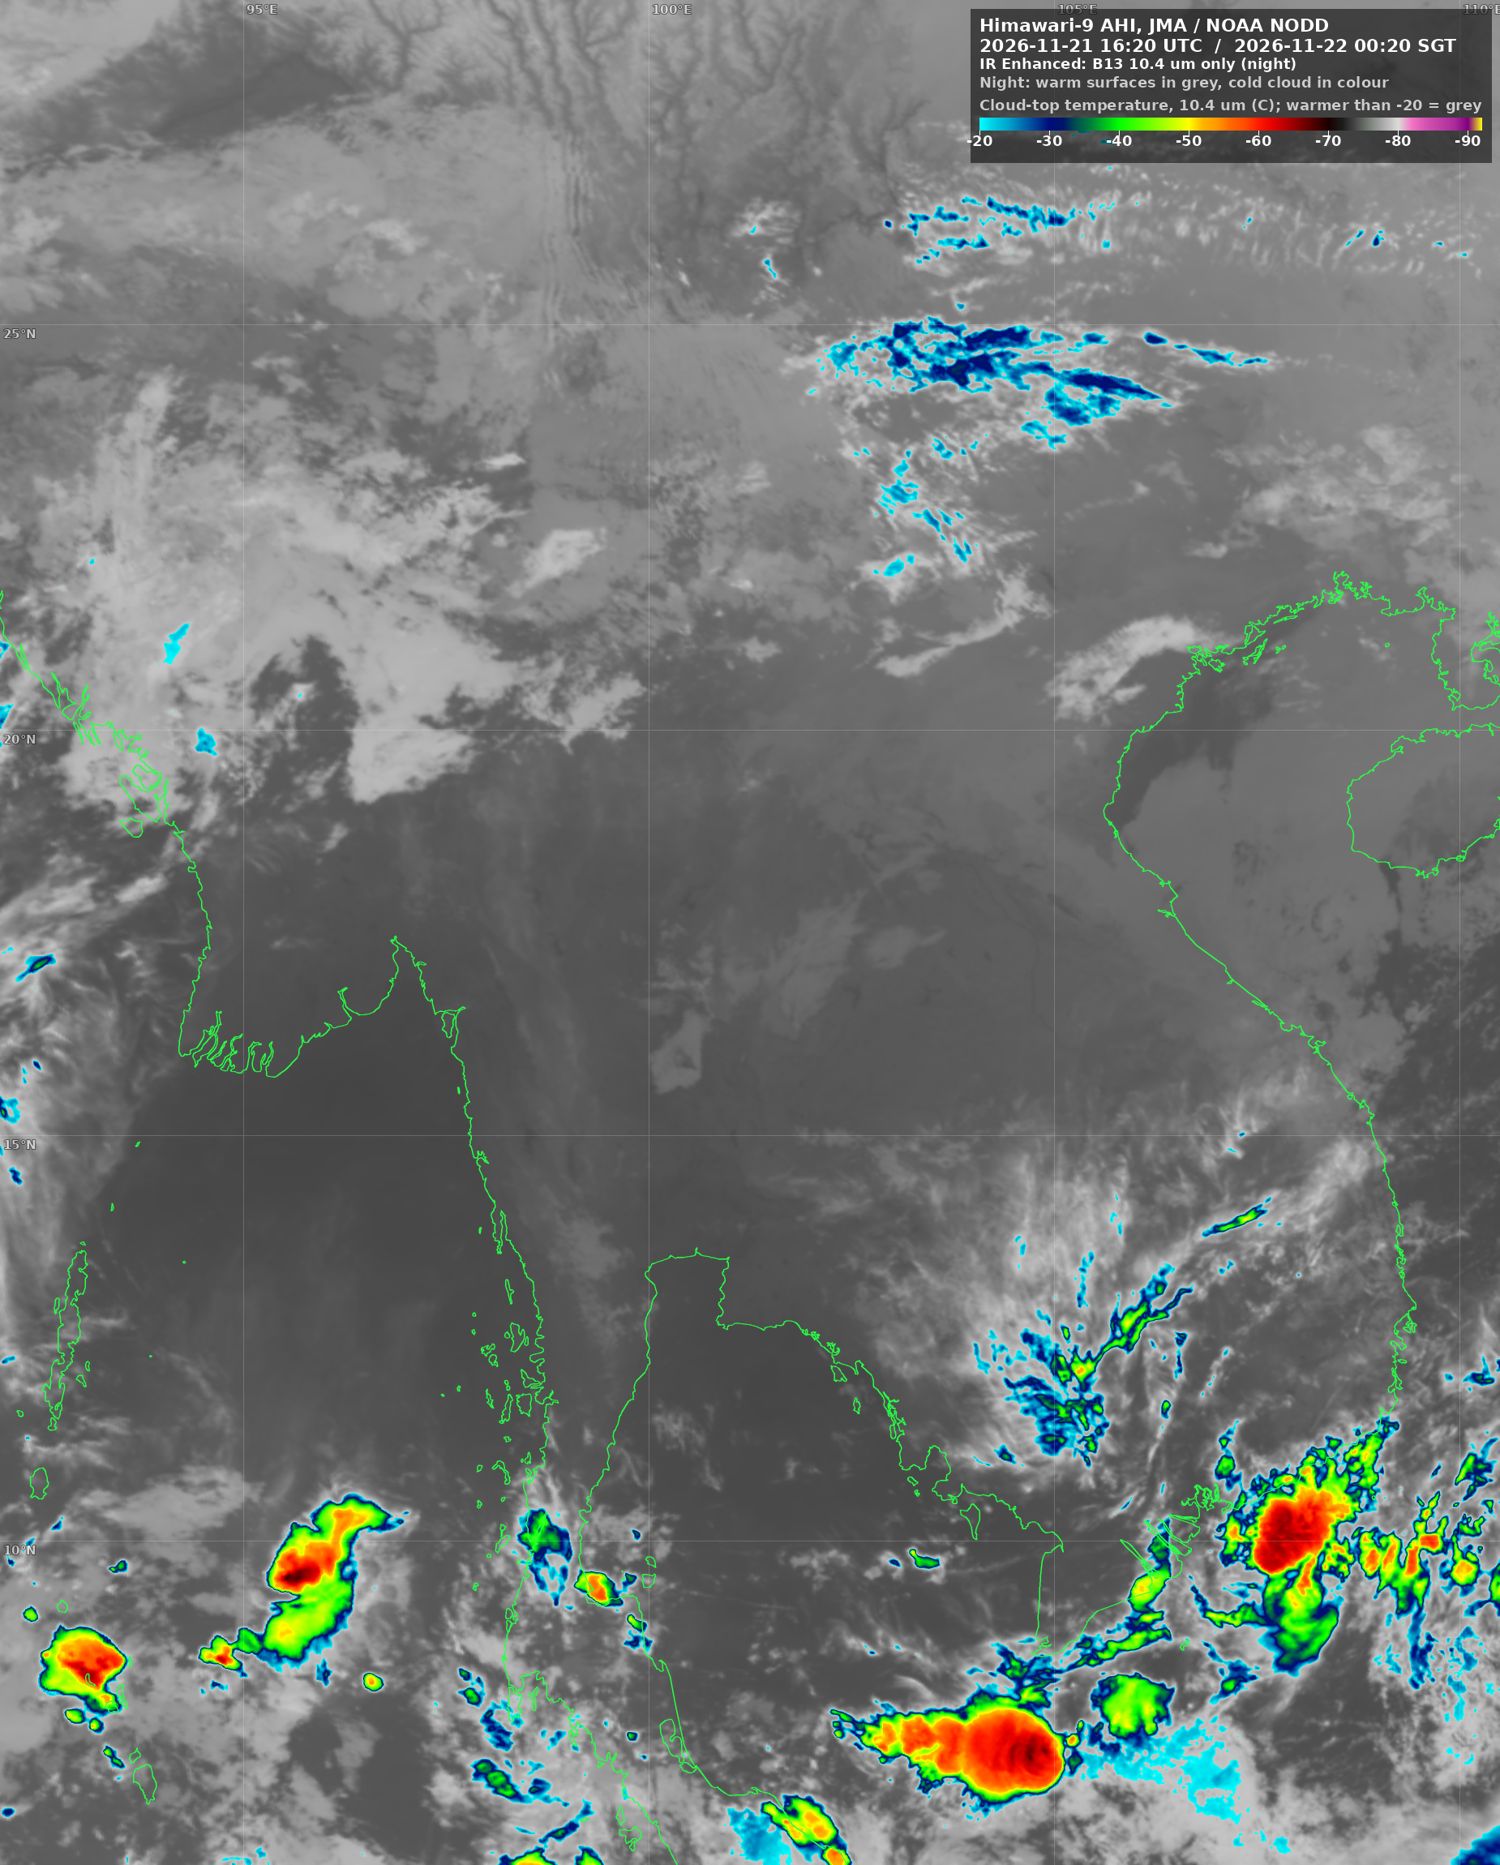 95°E
100°E
105°E
110°E
Himawari-9 AHI, JMA / NOAA NODD
2026-11-21 16:20 UTC / 2026-11-22 00:20 SGT
IR Enhanced: B13 10.4 um only (night)
Night: warm surfaces in grey, cold cloud in colour
Cloud-top temperature, 10.4 um (C); warmer than -20 = grey
-20 -30 -40 -50 -60 -70 -80 -90
25°N
20°N
15°N
10°N